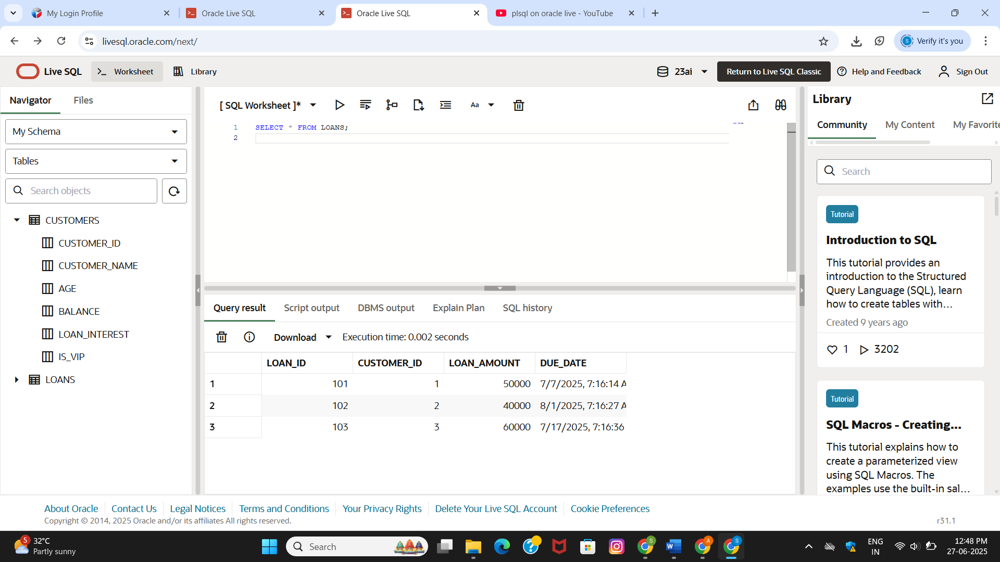 My Login Profile
Oracle Live SQL
Oracle Live SQL
plsql on oracle live - YouTube
livesql.oracle.com/next/
Verify it's you
Live SQL
Worksheet
Library
23ai
Return to Live SQL Classic
Help and Feedback
Sign Out
Navigator
Files
My Schema
Tables
Search objects
CUSTOMERS
CUSTOMER_ID
CUSTOMER_NAME
AGE
BALANCE
LOAN_INTEREST
IS_VIP
LOANS
[ SQL Worksheet ]*
Aa
1 SELECT * FROM LOANS;
2
Query result
Script output
DBMS output
Explain Plan
SQL history
Download
Execution time: 0.002 seconds
LOAN_ID CUSTOMER_ID LOAN_AMOUNT DUE_DATE
1 101 1 50000 7/7/2025, 7:16:14 A
2 102 2 40000 8/1/2025, 7:16:27 A
3 103 3 60000 7/17/2025, 7:16:36
Library
Community
My Content
My Favorite
Search
Tutorial
Introduction to SQL
This tutorial provides an
introduction to the Structured
Query Language (SQL), learn
how to create tables with...
Created 9 years ago
1 3202
Tutorial
SQL Macros - Creating...
This tutorial explains how to
create a parameterized view
using SQL Macros. The
examples use the built-in sal...
About Oracle
Contact Us
Legal Notices
Terms and Conditions
Your Privacy Rights
Delete Your Live SQL Account
Cookie Preferences
Copyright © 2014, 2025 Oracle and/or its affiliates All rights reserved.
r31.1
5
32°C
Partly sunny
Search
S
W
A
S
ENG
IN
12:48 PM
27-06-2025